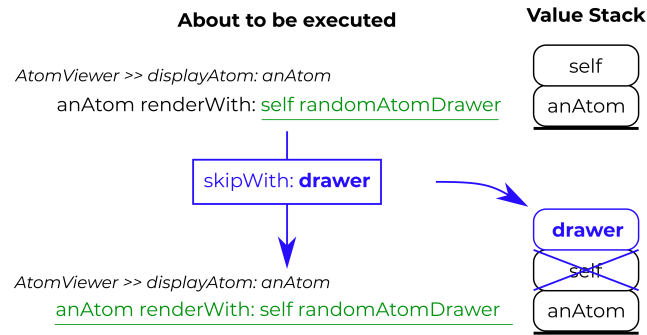 About to be executed
Value Stack
AtomViewer >> displayAtom: anAtom
anAtom renderWith: self randomAtomDrawer
self
anAtom
skipWith: drawer
drawer
self
anAtom
AtomViewer >> displayAtom: anAtom
anAtom renderWith: self randomAtomDrawer